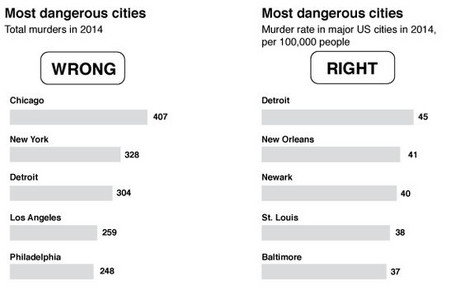 Most dangerous cities
Total murders in 2014
WRONG
Chicago
407
New York
328
Detroit
304
Los Angeles
259
Philadelphia
248
Most dangerous cities
Murder rate in major US cities in 2014,
per 100,000 people
RIGHT
Detroit
45
New Orleans
41
Newark
40
St. Louis
38
Baltimore
37